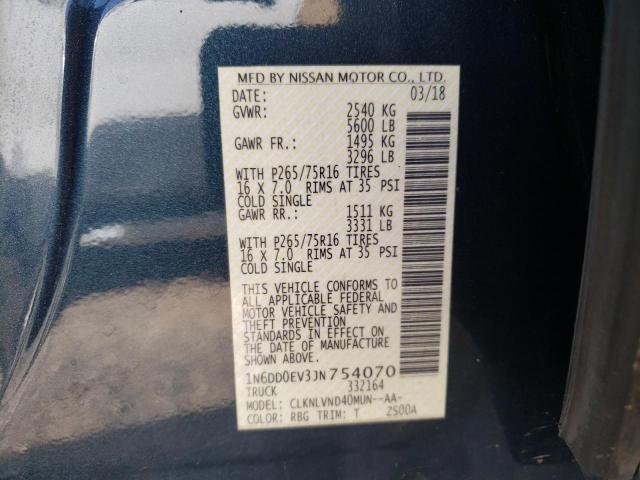 MFD BY NISSAN MOTOR CO., LTD.
DATE: 03/18
GVWR: 2540 KG
5600 LB
GAWR FR.: 1495 KG
3296 LB
WITH P265/75R16 TIRES
16 X 7.0 RIMS AT 35 PSI
COLD SINGLE
GAWR RR.: 1511 KG
3331 LB
WITH P265/75R16 TIRES
16 X 7.0 RIMS AT 35 PSI
COLD SINGLE
THIS VEHICLE CONFORMS TO
ALL APPLICABLE FEDERAL
MOTOR VEHICLE SAFETY AND
THEFT PREVENTION
STANDARDS IN EFFECT ON
THE DATE OF MANUFACTURE
SHOWN ABOVE.
1N6DD0EV3JN754070
TRUCK 332164
MODEL: CLKNLVND40MUN--AA-
COLOR: RBG TRIM: T 2S00A